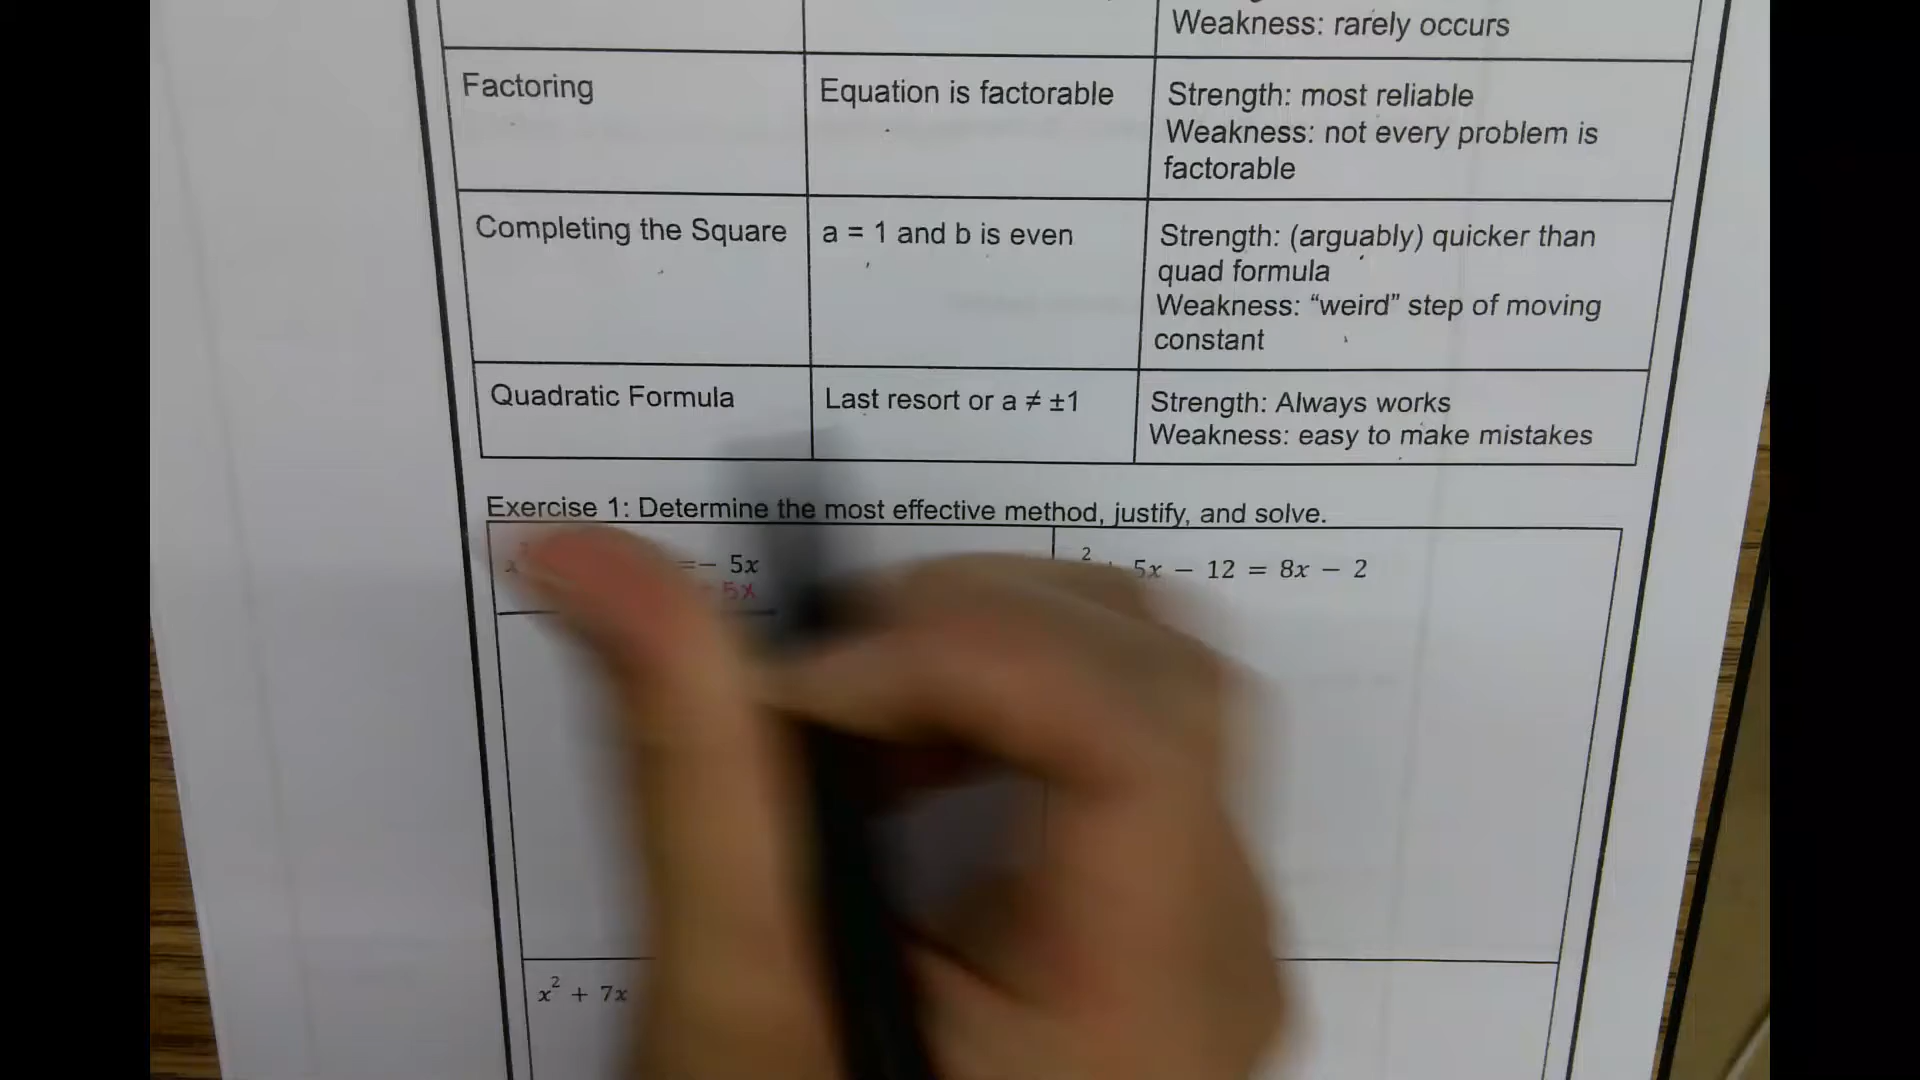 Weakness: rarely occurs
Factoring
Equation is factorable
Strength: most reliable
Weakness: not every problem is
factorable
Completing the Square
a = 1 and b is even
Strength: (arguably) quicker than
quad formula
Weakness: “weird” step of moving
constant
Quadratic Formula
Last resort or a ≠ ±1
Strength: Always works
Weakness: easy to make mistakes
Exercise 1: Determine the most effective method, justify, and solve.
=− 5x
5x
2 5x − 12 = 8x − 2
x² + 7x